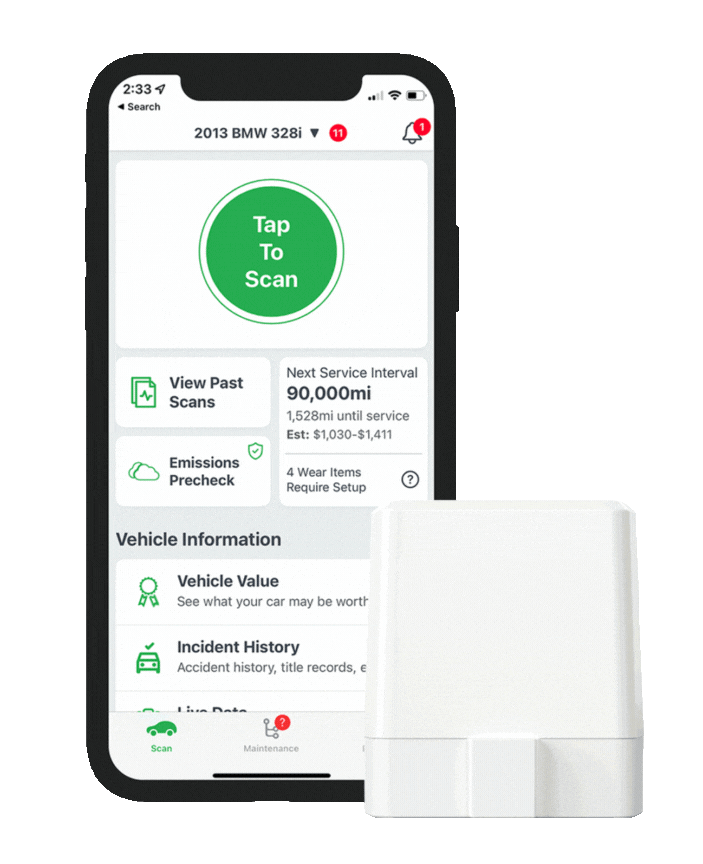 2:33
◀ Search
2013 BMW 328i ▼ 11
1
Tap
To
Scan
View Past
Scans
Next Service Interval
90,000mi
1,528mi until service
Est: $1,030-$1,411
Emissions
Precheck
4 Wear Items
Require Setup
?
Vehicle Information
Vehicle Value
See what your car may be worth
Incident History
Accident history, title records, e
Live Data
?
Scan
Maintenance